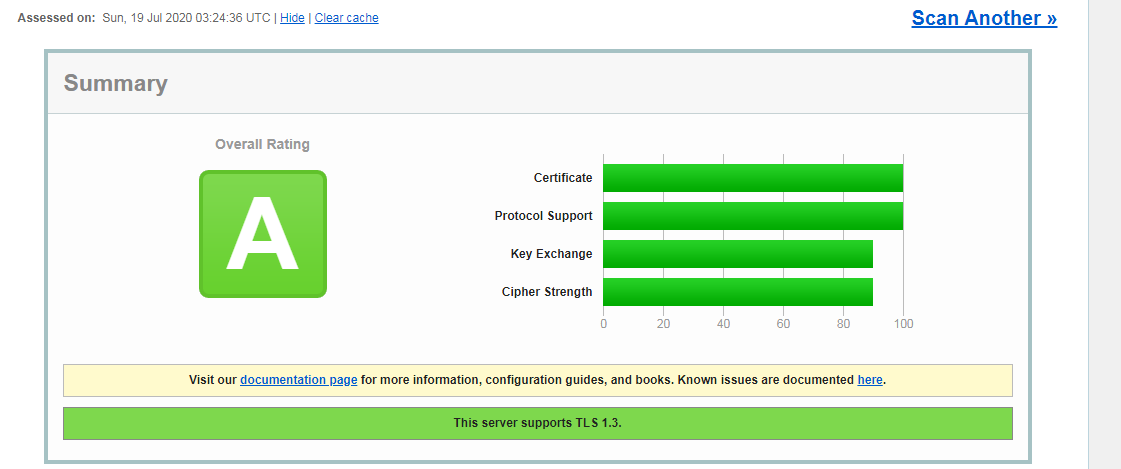 Assessed on: Sun, 19 Jul 2020 03:24:36 UTC | Hide | Clear cache
Scan Another »
Summary
Overall Rating
A
Certificate
Protocol Support
Key Exchange
Cipher Strength
0 20 40 60 80 100
Visit our documentation page for more information, configuration guides, and books. Known issues are documented here.
This server supports TLS 1.3.